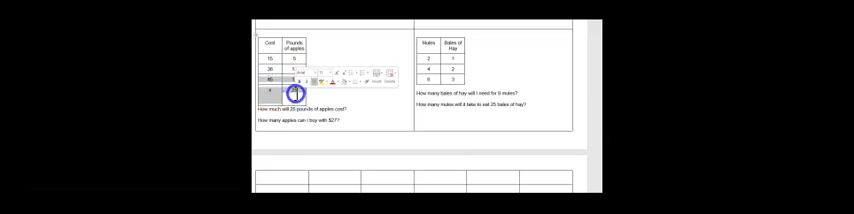 Cost Pounds of apples
15 5
36
45
x
How much will 25 pounds of apples cost?
How many apples can I buy with $27?
Mules Bales of Hay
2 1
4 2
6 3
How many bales of hay will I need for 9 mules?
How many mules will it take to eat 25 bales of hay?